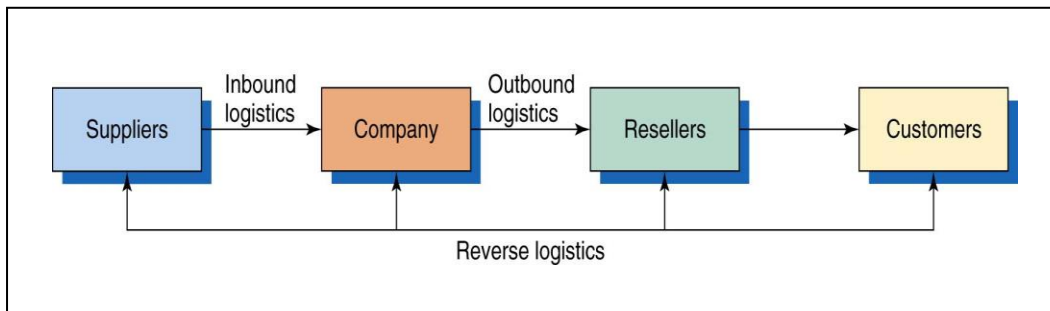 Inbound
logistics
Outbound
logistics
Suppliers
Company
Resellers
Customers
Reverse logistics